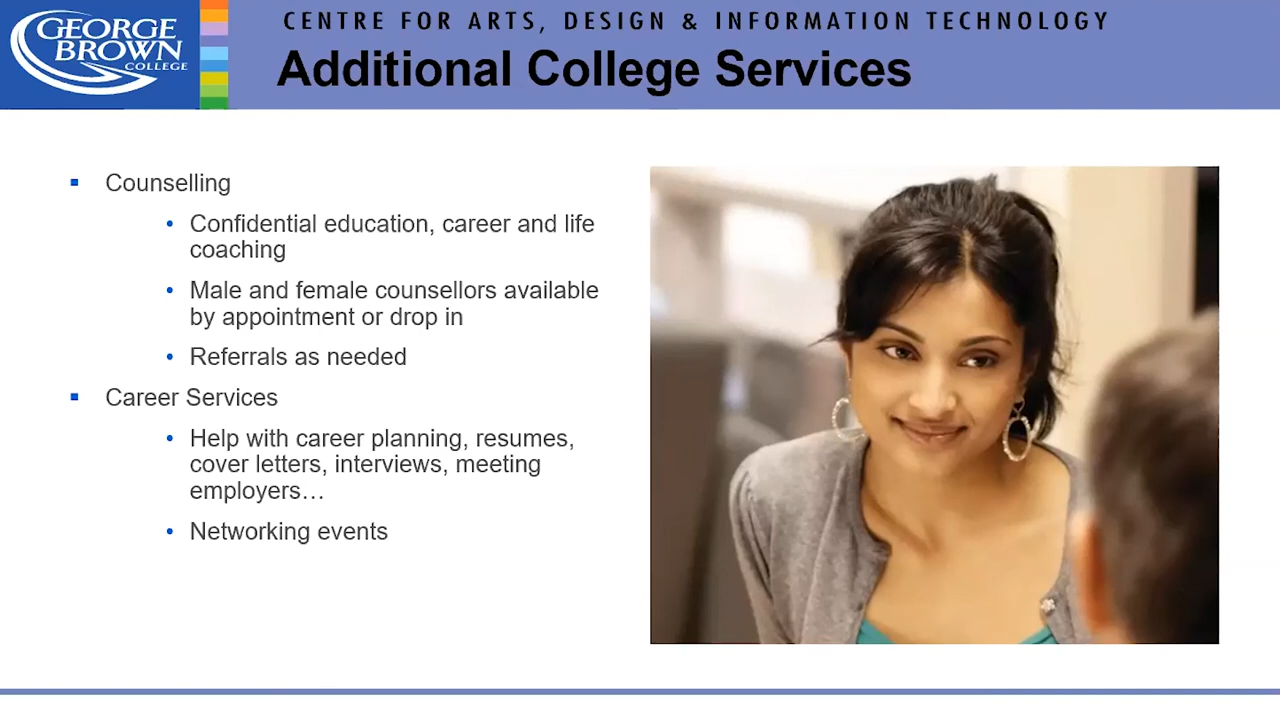 GEORGE
BROWN
COLLEGE
CENTRE FOR ARTS, DESIGN & INFORMATION TECHNOLOGY
Additional College Services
Counselling
Confidential education, career and life
coaching
Male and female counsellors available
by appointment or drop in
Referrals as needed
Career Services
Help with career planning, resumes,
cover letters, interviews, meeting
employers…
Networking events